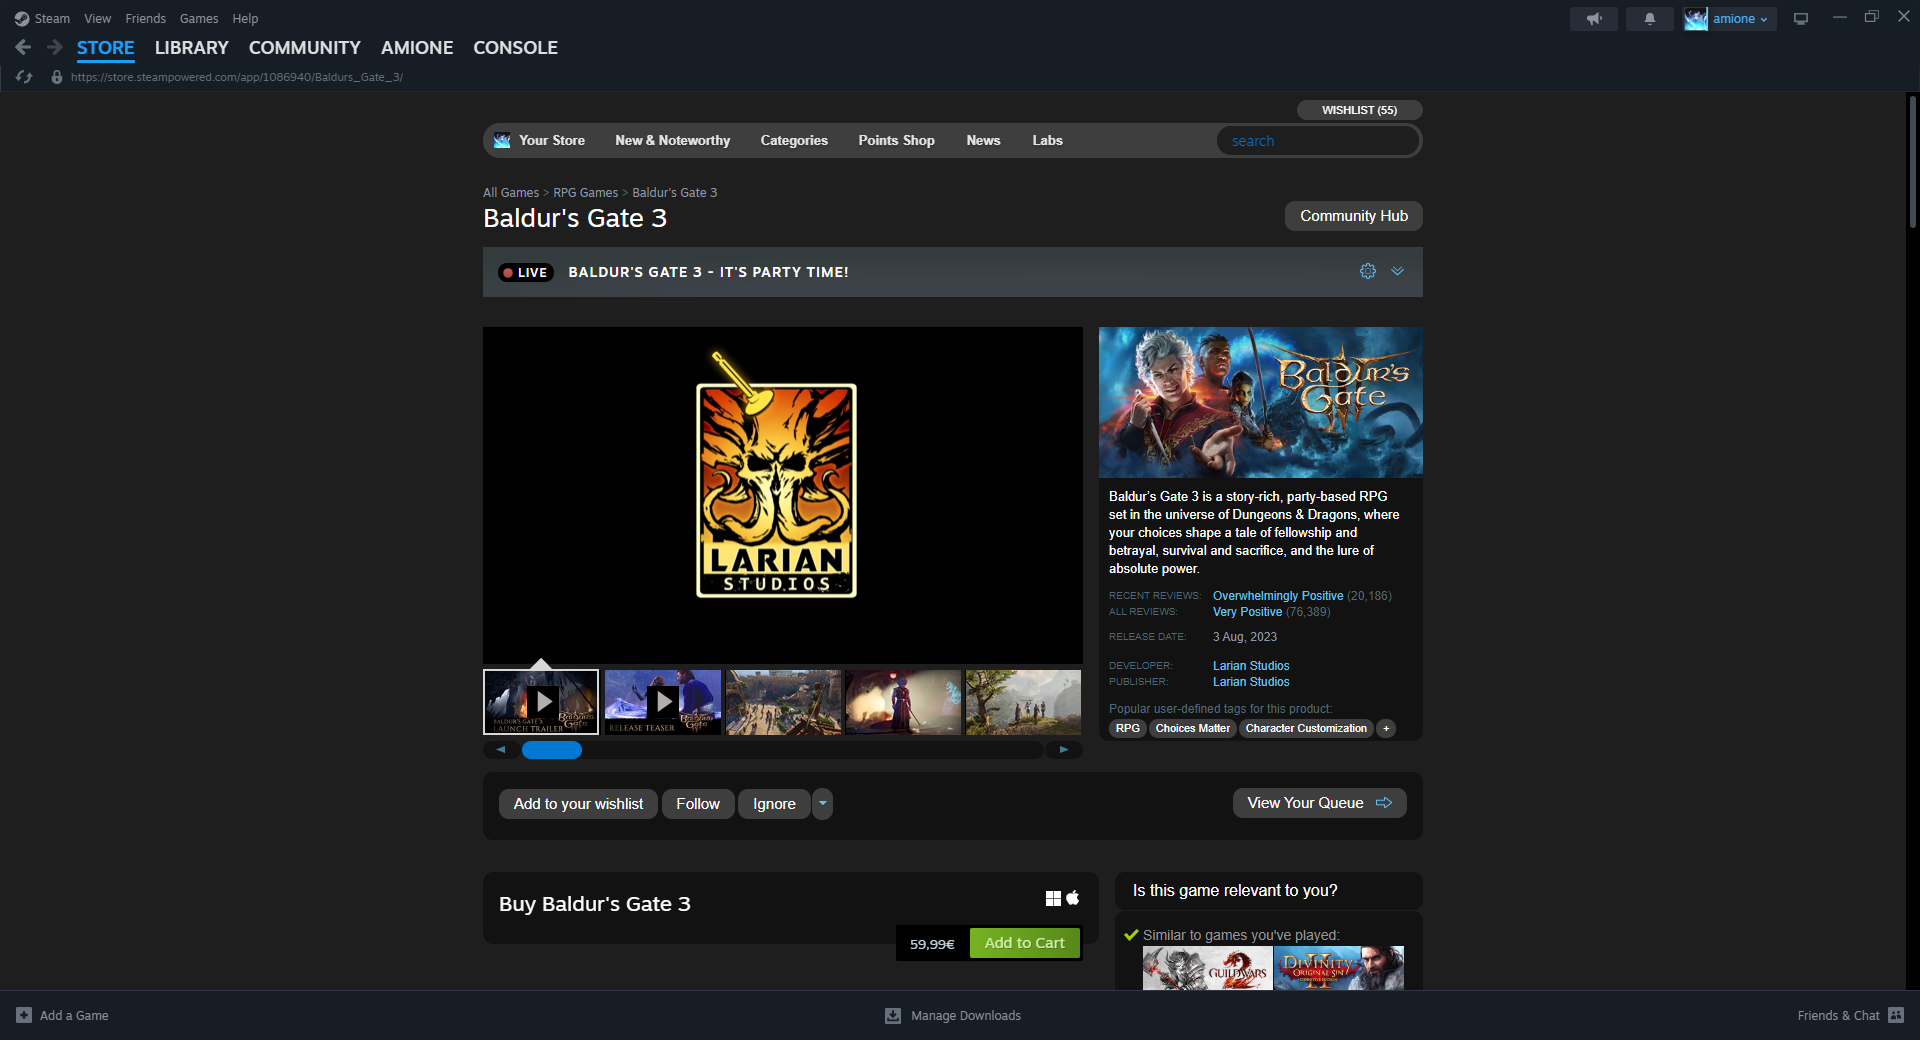 Steam View Friends Games Help
amione
STORE LIBRARY COMMUNITY AMIONE CONSOLE
https://store.steampowered.com/app/1086940/Baldurs_Gate_3/
WISHLIST (55)
Your Store New & Noteworthy Categories Points Shop News Labs search
All Games > RPG Games > Baldur's Gate 3
Baldur's Gate 3
Community Hub
LIVE BALDUR'S GATE 3 - IT'S PARTY TIME!
LARIAN
STUDIOS
Baldur's
Gate
Baldur's Gate 3 is a story-rich, party-based RPG
set in the universe of Dungeons & Dragons, where
your choices shape a tale of fellowship and
betrayal, survival and sacrifice, and the lure of
absolute power.
RECENT REVIEWS: Overwhelmingly Positive (20,186)
ALL REVIEWS: Very Positive (76,389)
RELEASE DATE: 3 Aug, 2023
DEVELOPER: Larian Studios
PUBLISHER: Larian Studios
Popular user-defined tags for this product:
RPG Choices Matter Character Customization +
BALDUR'S GATE 3
LAUNCH TRAILER
Baldur's
Gate
RELEASE TEASER
Baldur's
Gate
Add to your wishlist Follow Ignore
View Your Queue
Buy Baldur's Gate 3
59,99€ Add to Cart
Is this game relevant to you?
Similar to games you've played:
GUILD WARS 2
DIVINITY
ORIGINAL SIN
II
DEFINITIVE EDITION
Add a Game
Manage Downloads
Friends & Chat